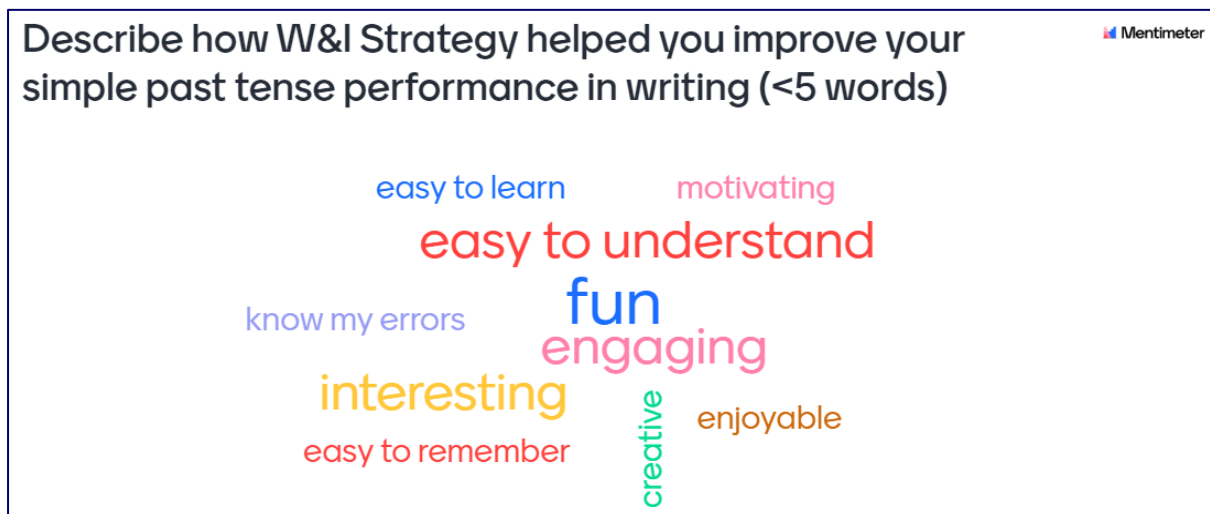 Describe how W&I Strategy helped you improve your
simple past tense performance in writing (<5 words)
Mentimeter
easy to learn
motivating
easy to understand
fun
know my errors
engaging
interesting
creative
enjoyable
easy to remember